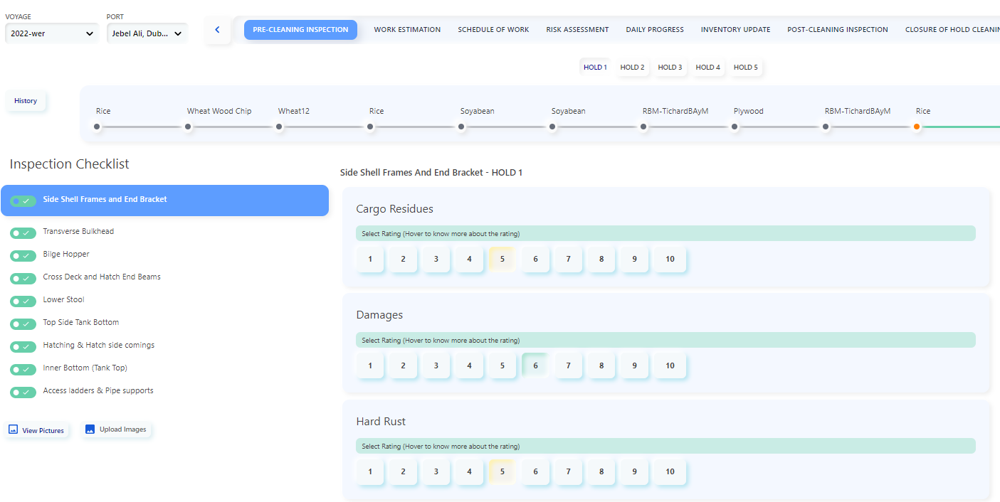 VOYAGE PORT
2022-wer Jebel Ali, Dub...
PRE-CLEANING INSPECTION WORK ESTIMATION SCHEDULE OF WORK RISK ASSESSMENT DAILY PROGRESS INVENTORY UPDATE POST-CLEANING INSPECTION CLOSURE OF HOLD CLEANIN
HOLD 1 HOLD 2 HOLD 3 HOLD 4 HOLD 5
History
Rice Wheat Wood Chip Wheat12 Rice Soyabean Soyabean RBM-TichardBAyM Plywood RBM-TichardBAyM Rice
Inspection Checklist
Side Shell Frames and End Bracket
Transverse Bulkhead
Bilge Hopper
Cross Deck and Hatch End Beams
Lower Stool
Top Side Tank Bottom
Hatching & Hatch side comings
Inner Bottom (Tank Top)
Access ladders & Pipe supports
View Pictures Upload Images
Side Shell Frames And End Bracket - HOLD 1
Cargo Residues
Select Rating (Hover to know more about the rating)
1 2 3 4 5 6 7 8 9 10
Damages
Select Rating (Hover to know more about the rating)
1 2 3 4 5 6 7 8 9 10
Hard Rust
Select Rating (Hover to know more about the rating)
1 2 3 4 5 6 7 8 9 10